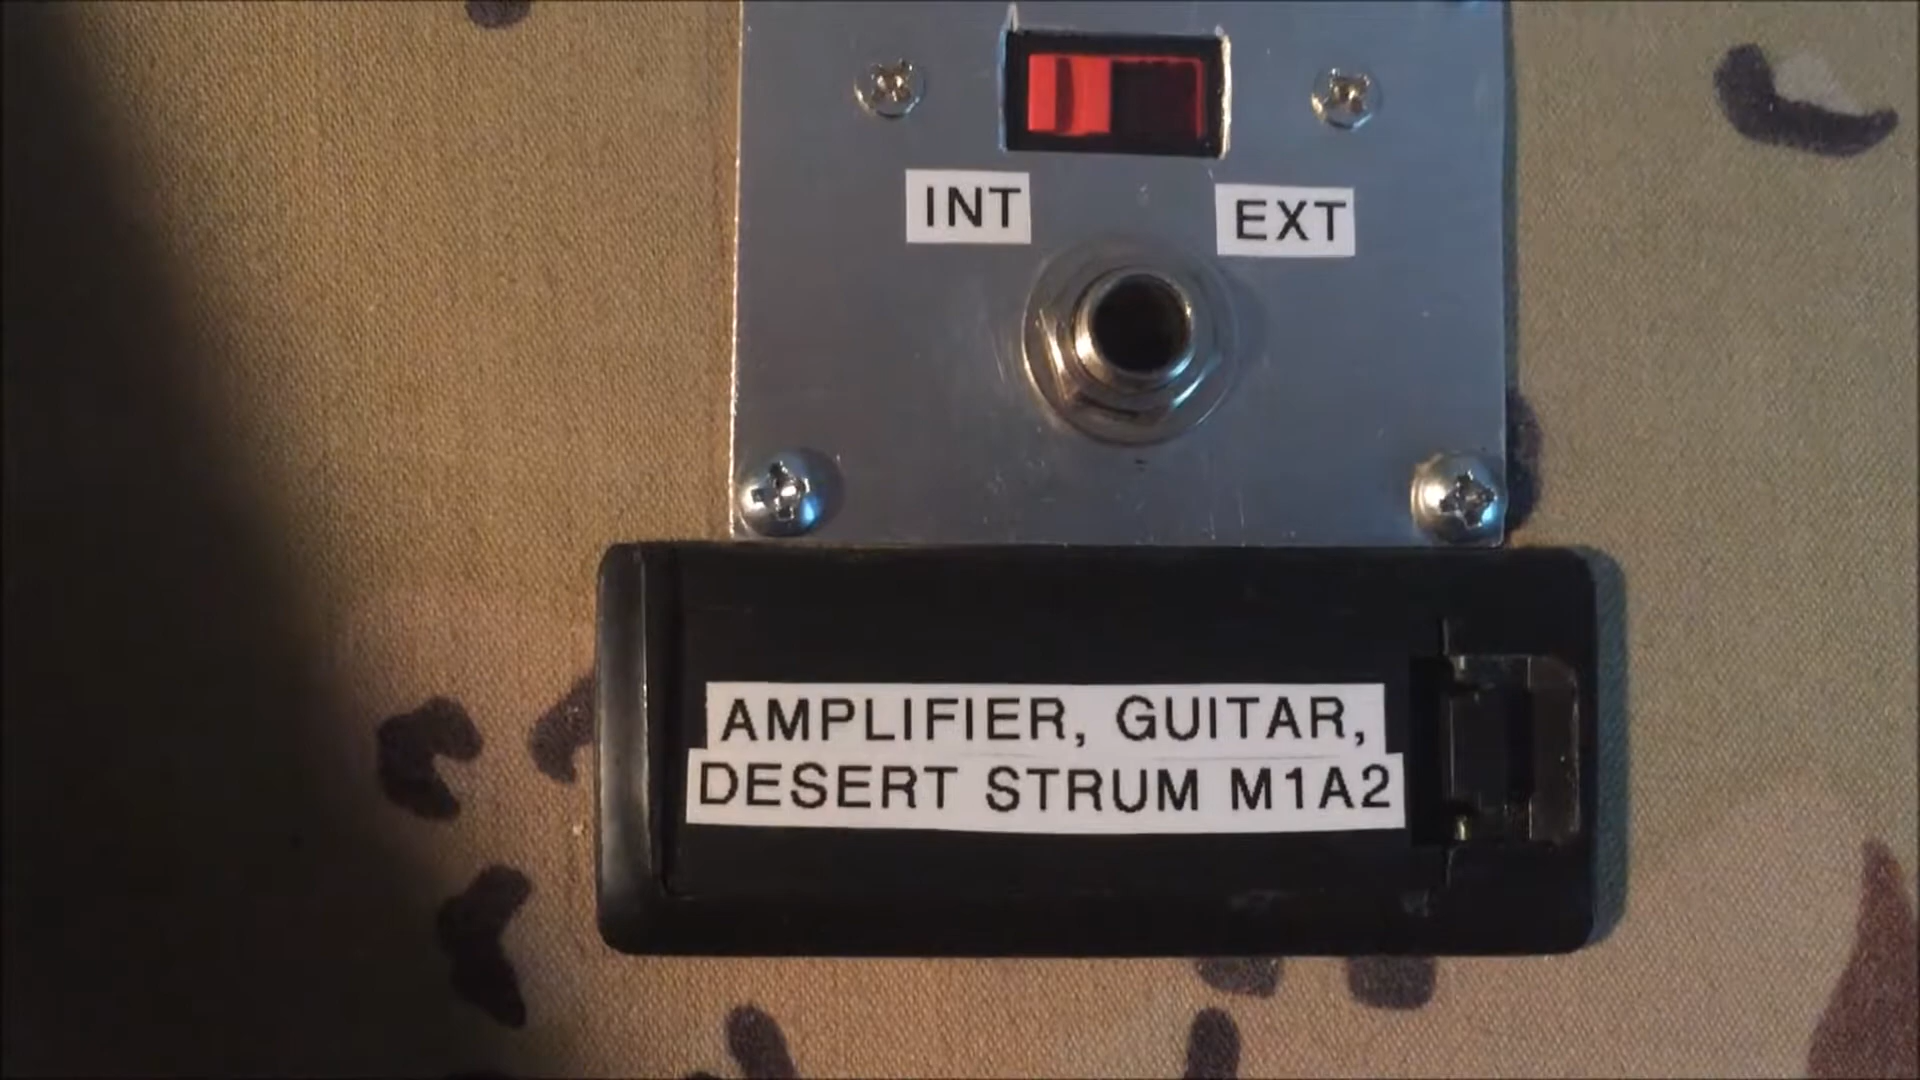 INT EXT
AMPLIFIER, GUITAR,
DESERT STRUM M1A2